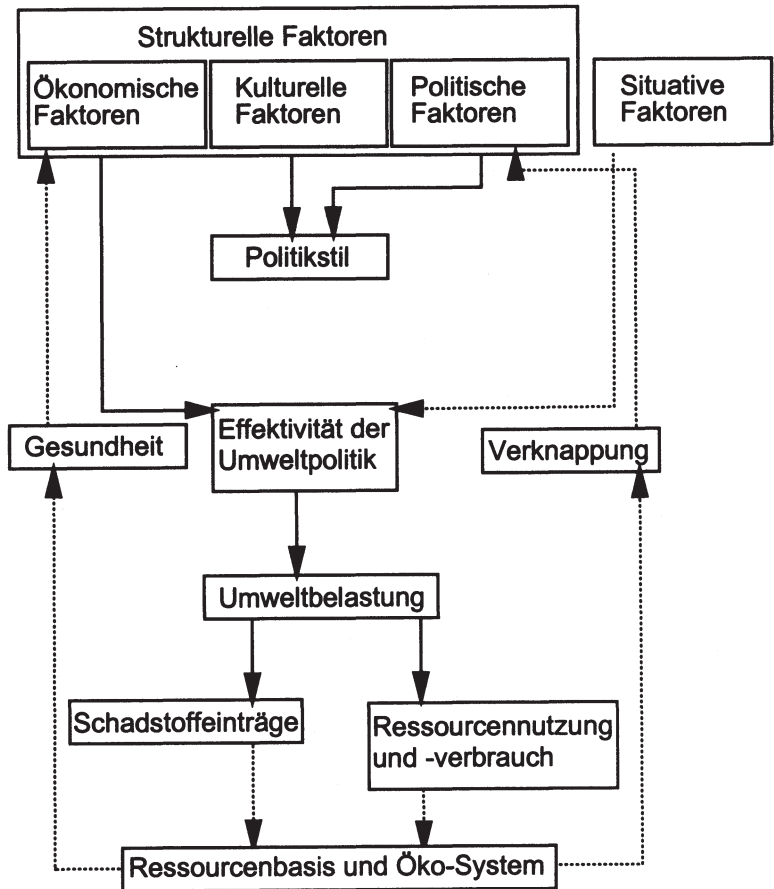 Strukturelle Faktoren
Ökonomische
Faktoren
Kulturelle
Faktoren
Politische
Faktoren
Situative
Faktoren
Politikstil
Effektivität der
Umweltpolitik
Gesundheit
Verknappung
Umweltbelastung
Schadstoffeinträge
Ressourcennutzung
und -verbrauch
Ressourcenbasis und Öko-System